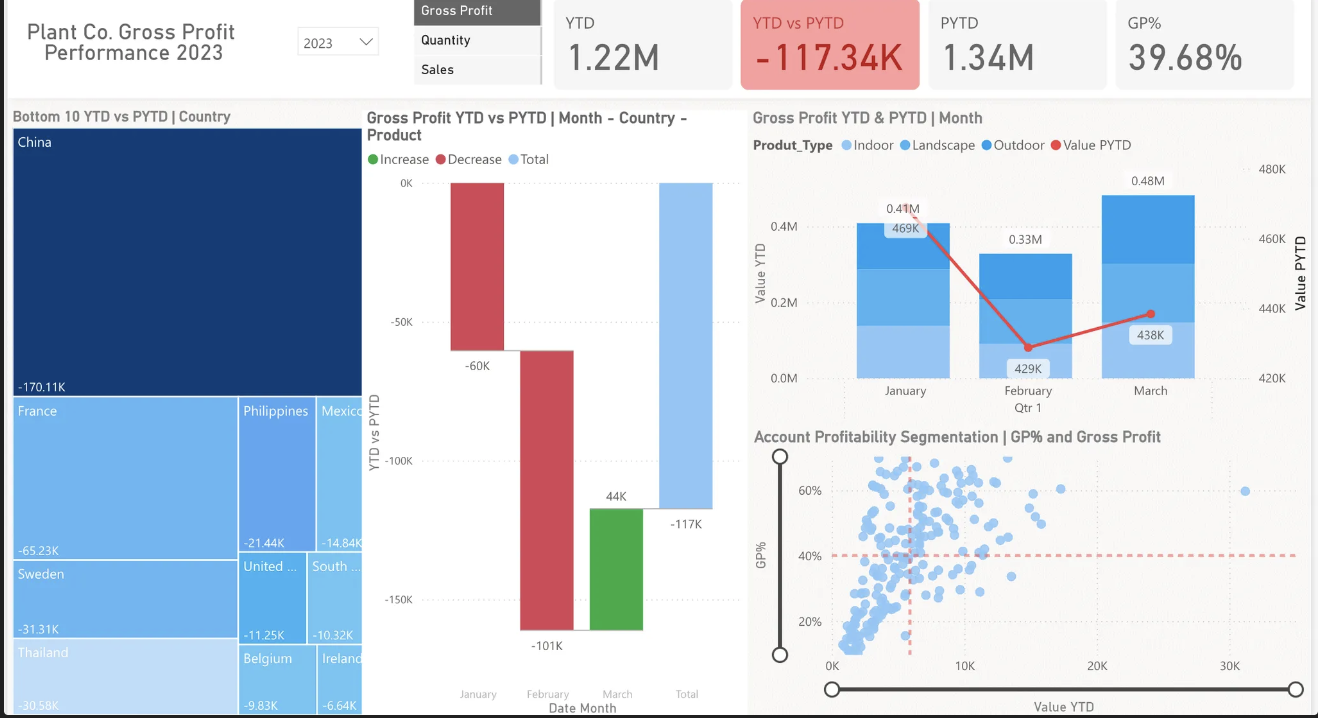 Plant Co. Gross Profit
Performance 2023
2023
Gross Profit
Quantity
Sales
YTD
1.22M
YTD vs PYTD
-117.34K
PYTD
1.34M
GP%
39.68%
Bottom 10 YTD vs PYTD | Country
China
-170.11K
France
-65.23K
Sweden
-31.31K
Thailand
-30.58K
Philippines
-21.44K
Mexico
-14.84K
United ...
-11.25K
South ...
-10.32K
Belgium
-9.83K
Ireland
-6.64K
Gross Profit YTD vs PYTD | Month - Country -
Product
Increase Decrease Total
YTD vs PYTD
0K
-50K
-100K
-150K
-60K
-101K
44K
-117K
January February March Total
Date Month
Gross Profit YTD & PYTD | Month
Produt_Type Indoor Landscape Outdoor Value PYTD
Value YTD
0.4M
0.2M
0.0M
0.41M
469K
0.33M
429K
0.48M
438K
480K
460K
440K
420K
Value PYTD
January February March
Qtr 1
Account Profitability Segmentation | GP% and Gross Profit
GP%
60%
40%
20%
0K 10K 20K 30K
Value YTD